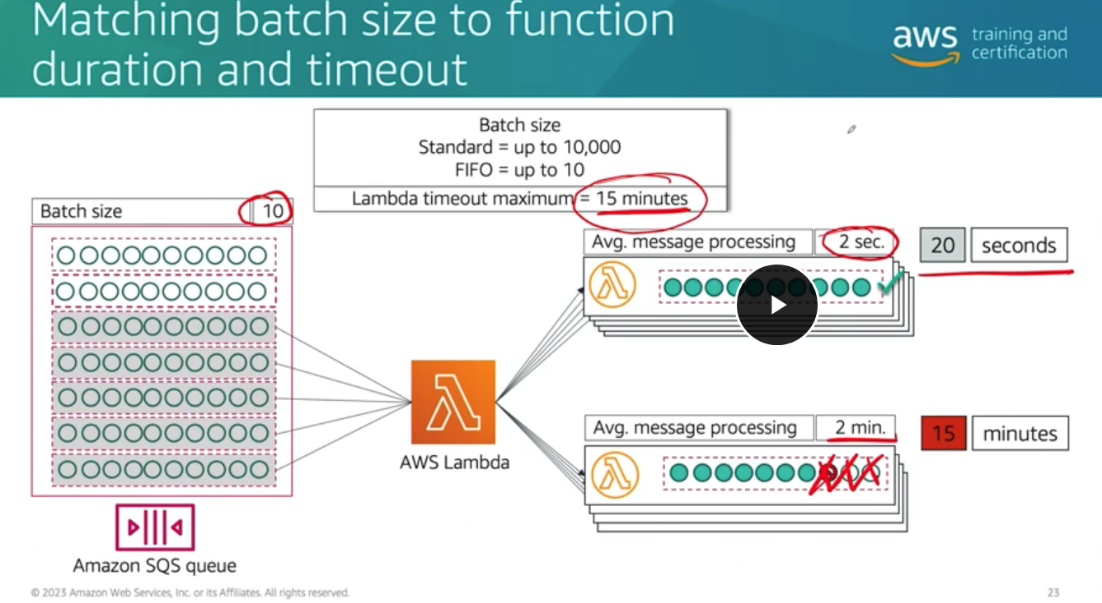 Matching batch size to function
duration and timeout
aws training and
certification
Batch size
Standard = up to 10,000
FIFO = up to 10
Lambda timeout maximum = 15 minutes
Batch size 10
Avg. message processing 2 sec. 20 seconds
AWS Lambda
Avg. message processing 2 min. 15 minutes
Amazon SQS queue
© 2023 Amazon Web Services, Inc. or its Affiliates. All rights reserved. 23